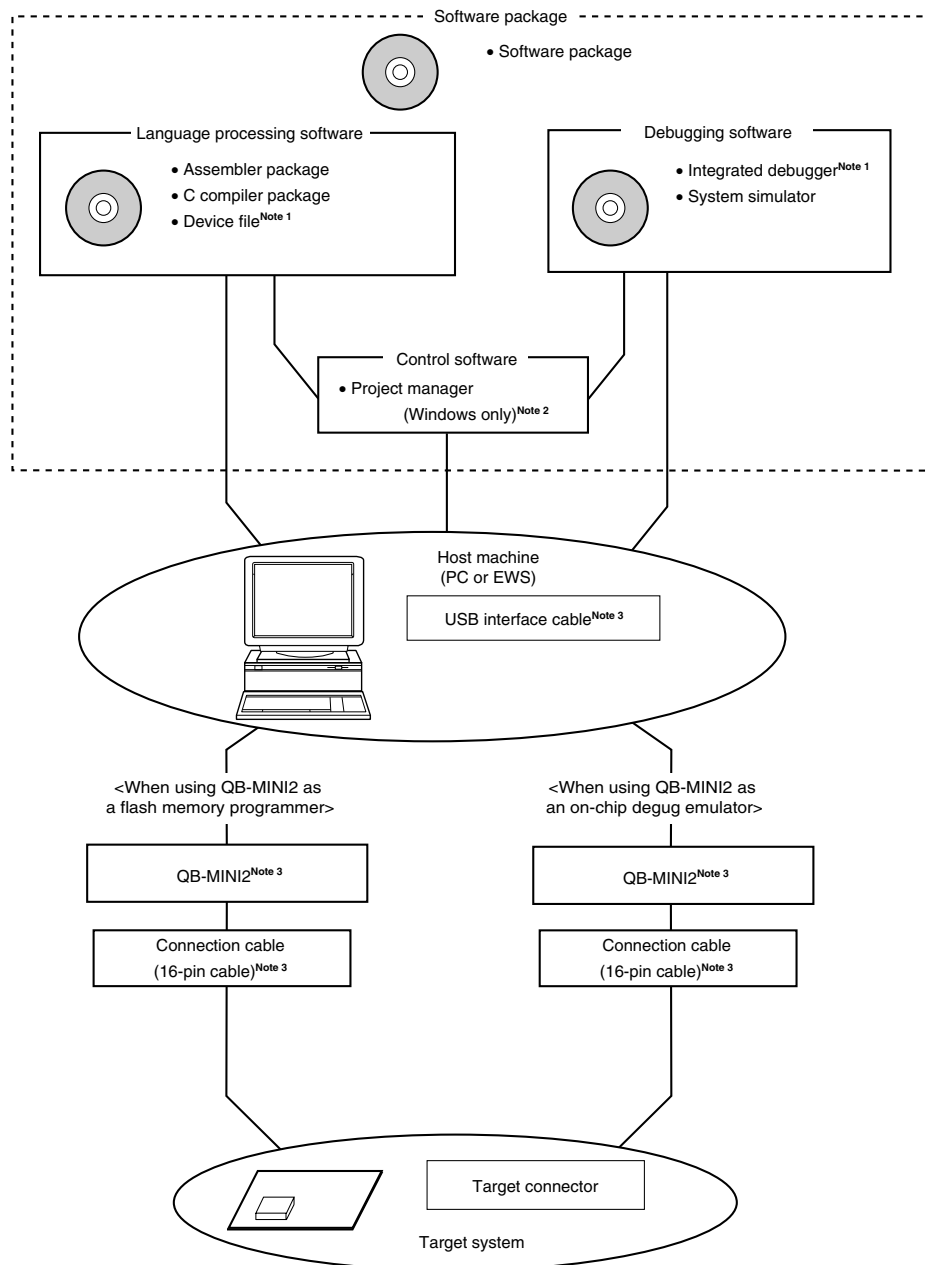 Software package
• Software package
Language processing software
• Assembler package
• C compiler package
• Device fileNote 1
Debugging software
• Integrated debuggerNote 1
• System simulator
Control software
• Project manager
(Windows only)Note 2
Host machine
(PC or EWS)
USB interface cableNote 3
<When using QB-MINI2 as
a flash memory programmer>
<When using QB-MINI2 as
an on-chip degug emulator>
QB-MINI2Note 3
QB-MINI2Note 3
Connection cable
(16-pin cable)Note 3
Connection cable
(16-pin cable)Note 3
Target connector
Target system